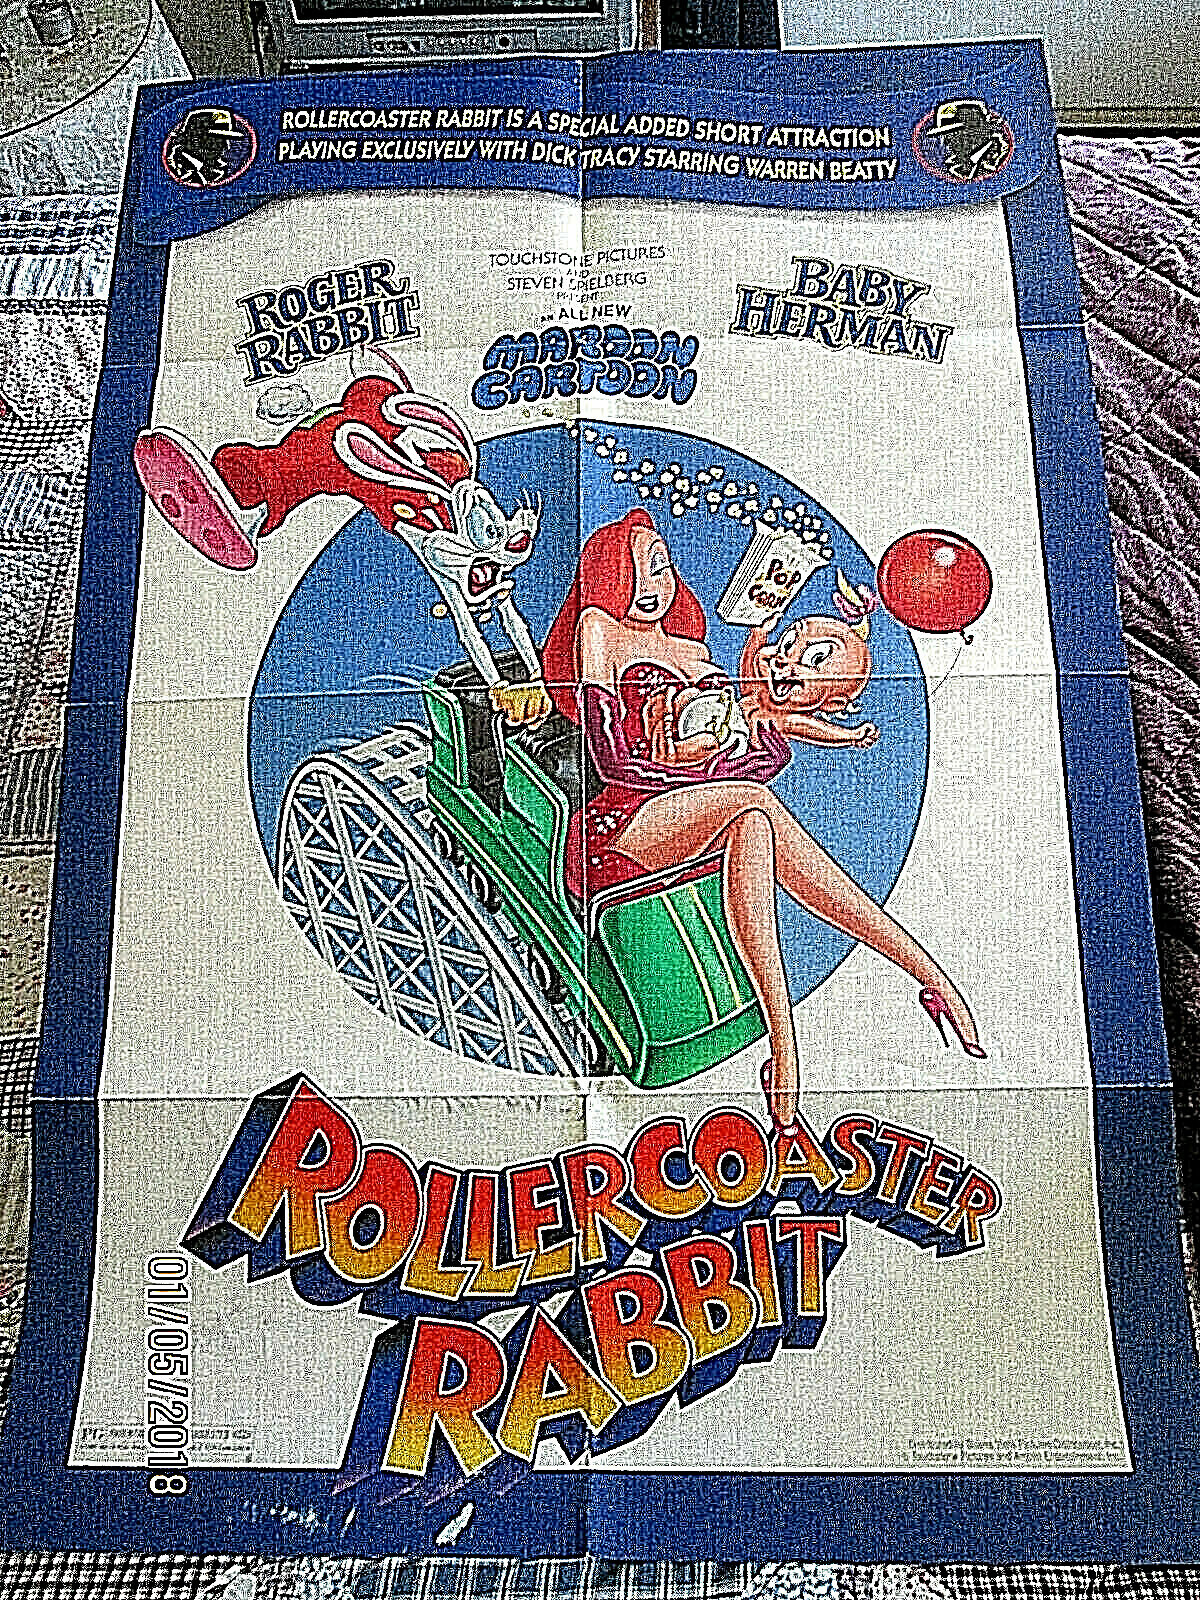 ROLLERCOASTER RABBIT IS A SPECIAL ADDED SHORT ATTRACTION
PLAYING EXCLUSIVELY WITH DICK TRACY STARRING WARREN BEATTY
TOUCHSTONE PICTURES
AND
STEVEN SPIELBERG
PRESENT
AN ALL NEW
MAROON
CARTOON
ROGER
RABBIT
BABY
HERMAN
POP
CORN
ROLLERCOASTER
RABBIT
PG
01/05/2018